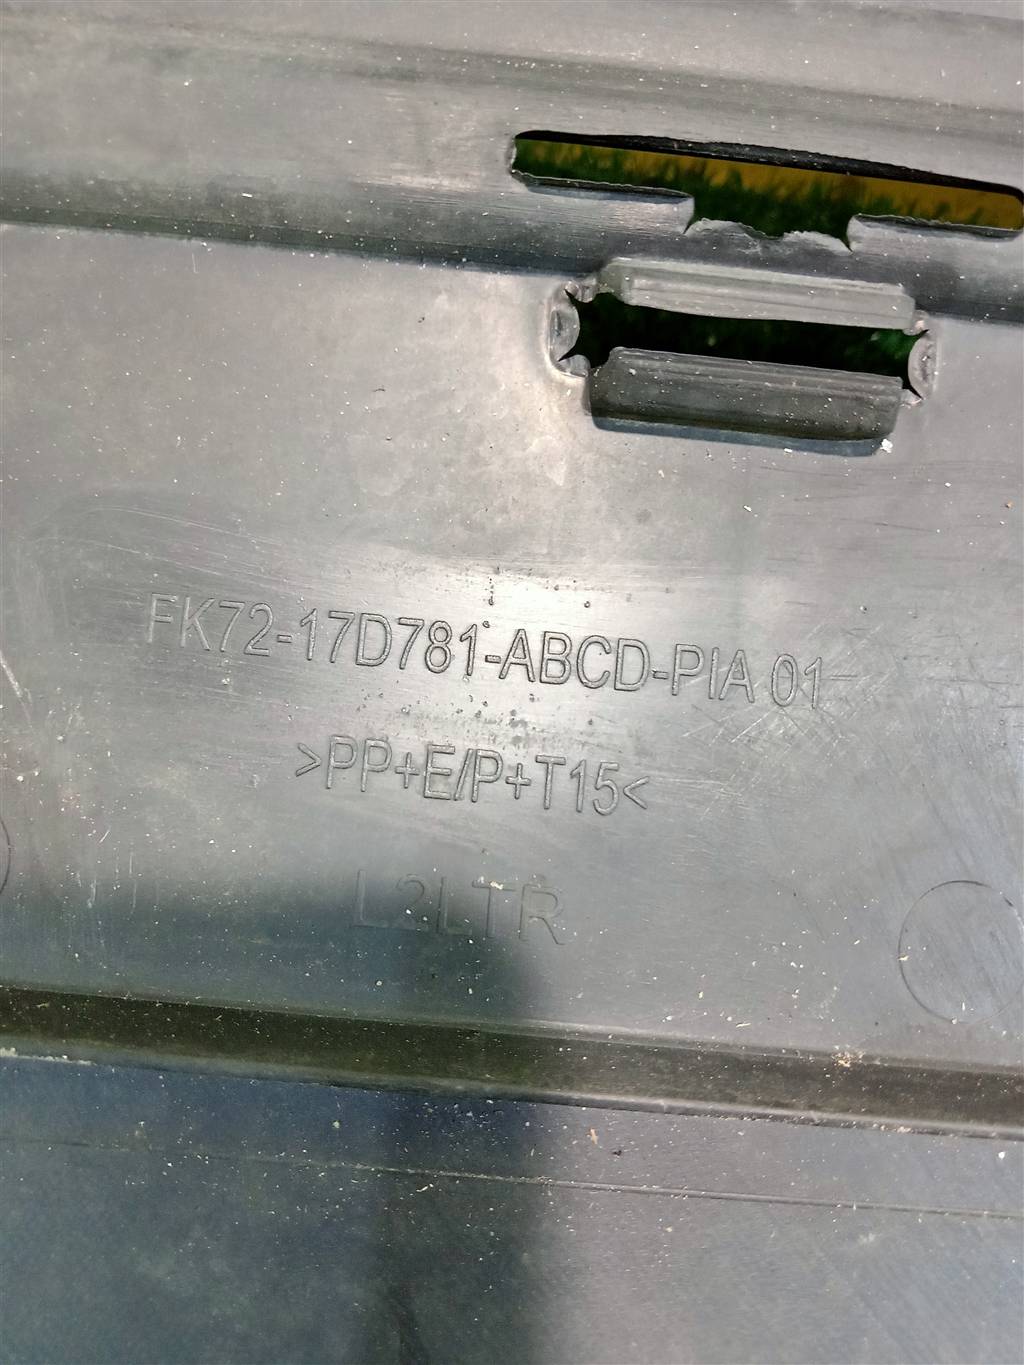 FK72-17D781-ABCD-PIA 01
>PP+E/P+T15<
L2LTR